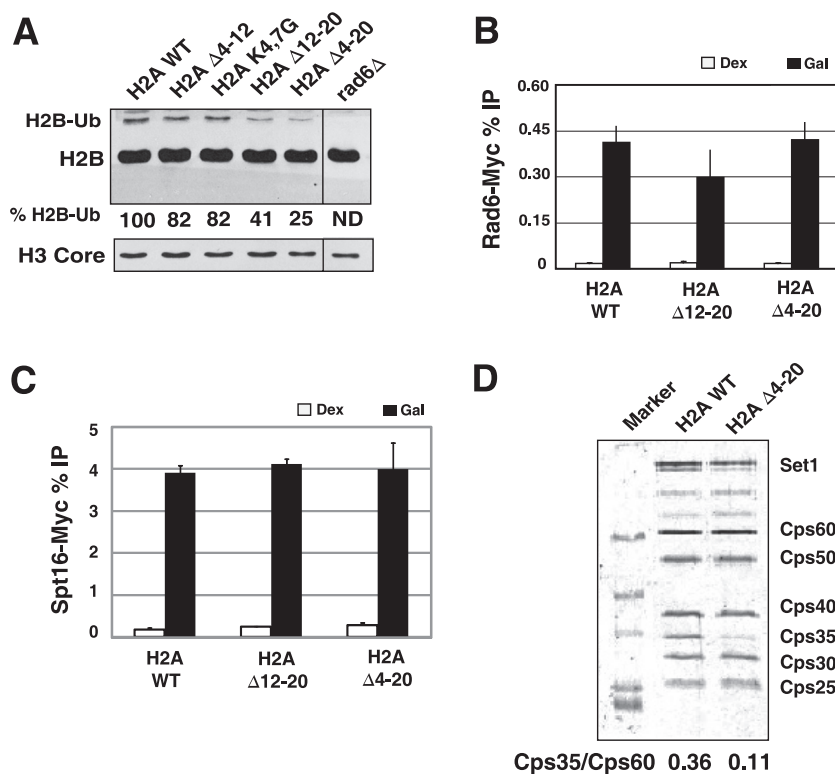 A
H2A WT
H2A Δ4-12
H2A K4,7G
H2A Δ12-20
H2A Δ4-20
rad6Δ
H2B-Ub
H2B
% H2B-Ub 100 82 82 41 25 ND
H3 Core
B
Dex Gal
Rad6-Myc % IP
0.60
0.45
0.30
0.15
0
H2A WT
H2A Δ12-20
H2A Δ4-20
C
Dex Gal
Spt16-Myc % IP
5
4
3
2
1
0
H2A WT
H2A Δ12-20
H2A Δ4-20
D
Marker
H2A WT
H2A Δ4-20
Set1
Cps60
Cps50
Cps40
Cps35
Cps30
Cps25
Cps35/Cps60 0.36 0.11